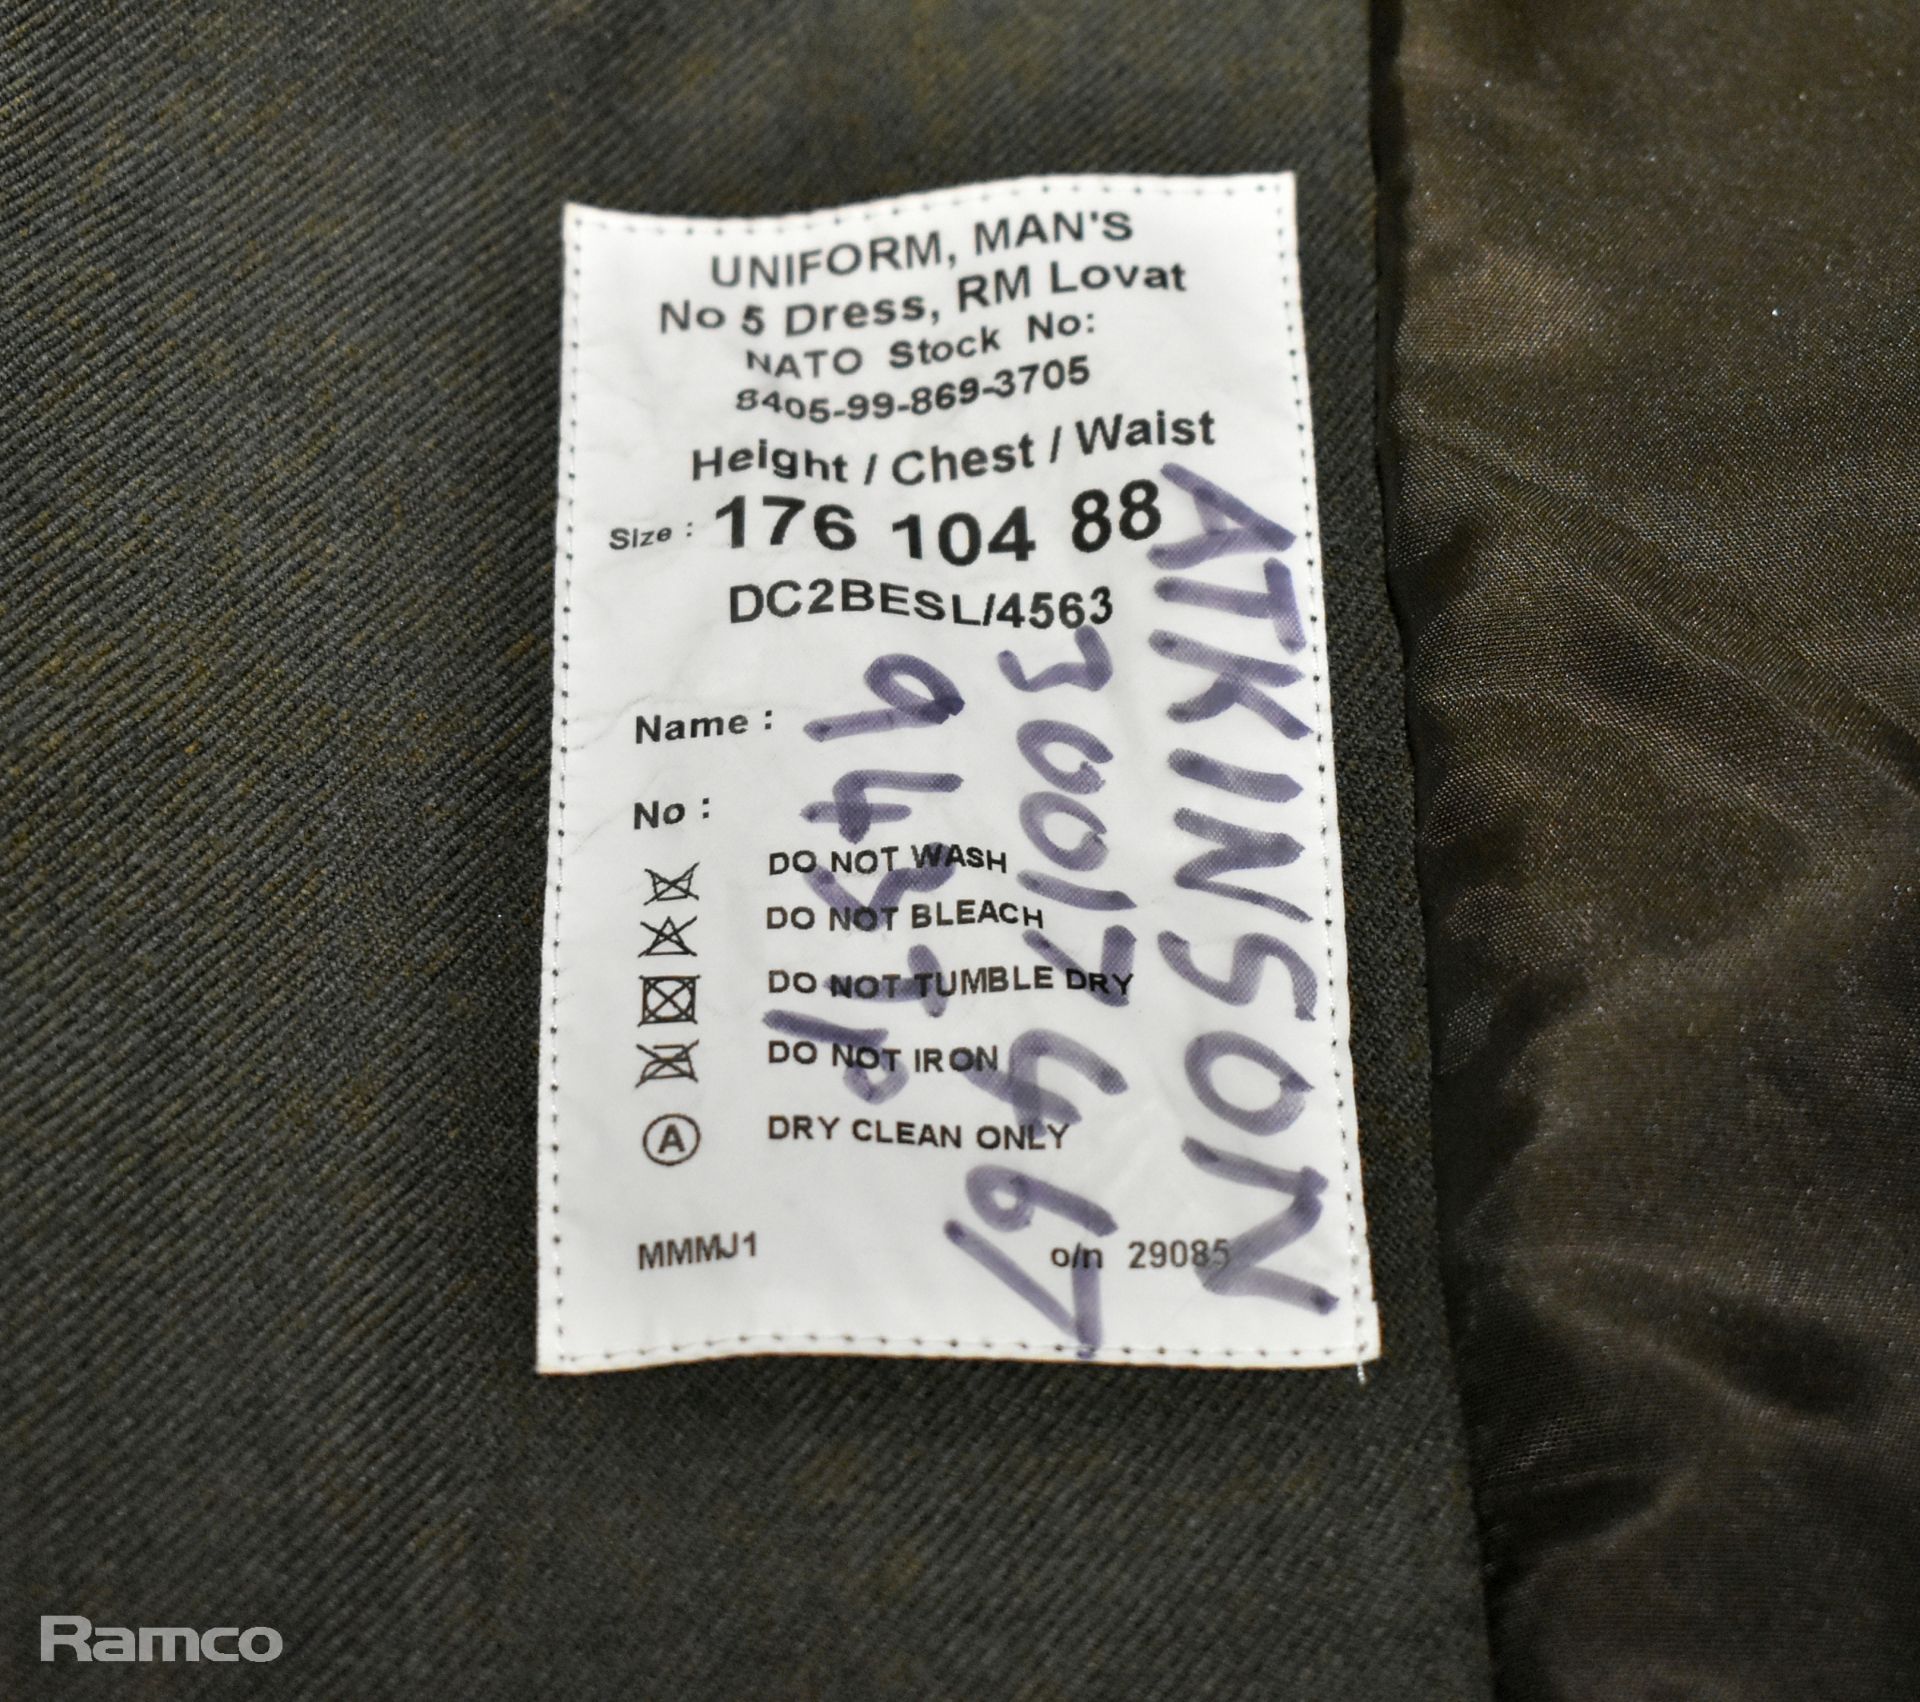 UNIFORM, MAN'S
No 5 Dress, RM Lovat
NATO Stock No:
8405-99-869-3705
Height / Chest / Waist
Size : 176 104 88
DC2BESL/4563
Name :
No :
DO NOT WASH
DO NOT BLEACH
DO NOT TUMBLE DRY
DO NOT IRON
A DRY CLEAN ONLY
MMMJ1 o/n 29085
ATKINSON
30017467
Ramco